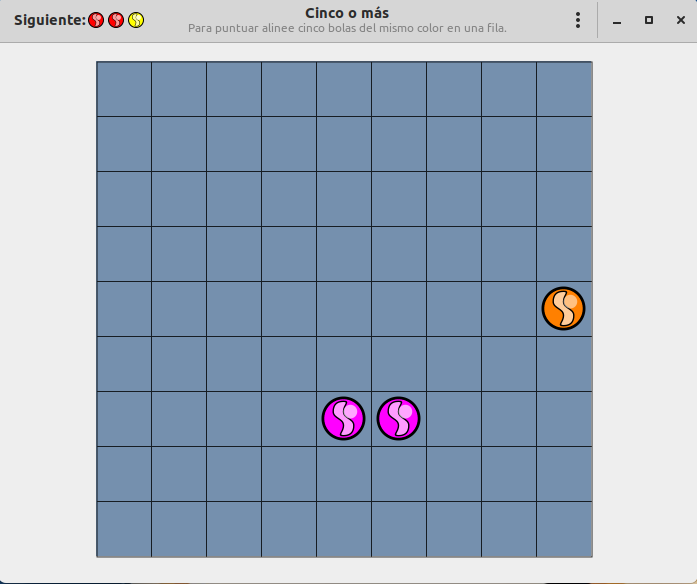 Siguiente:
Cinco o más
Para puntuar alinee cinco bolas del mismo color en una fila.